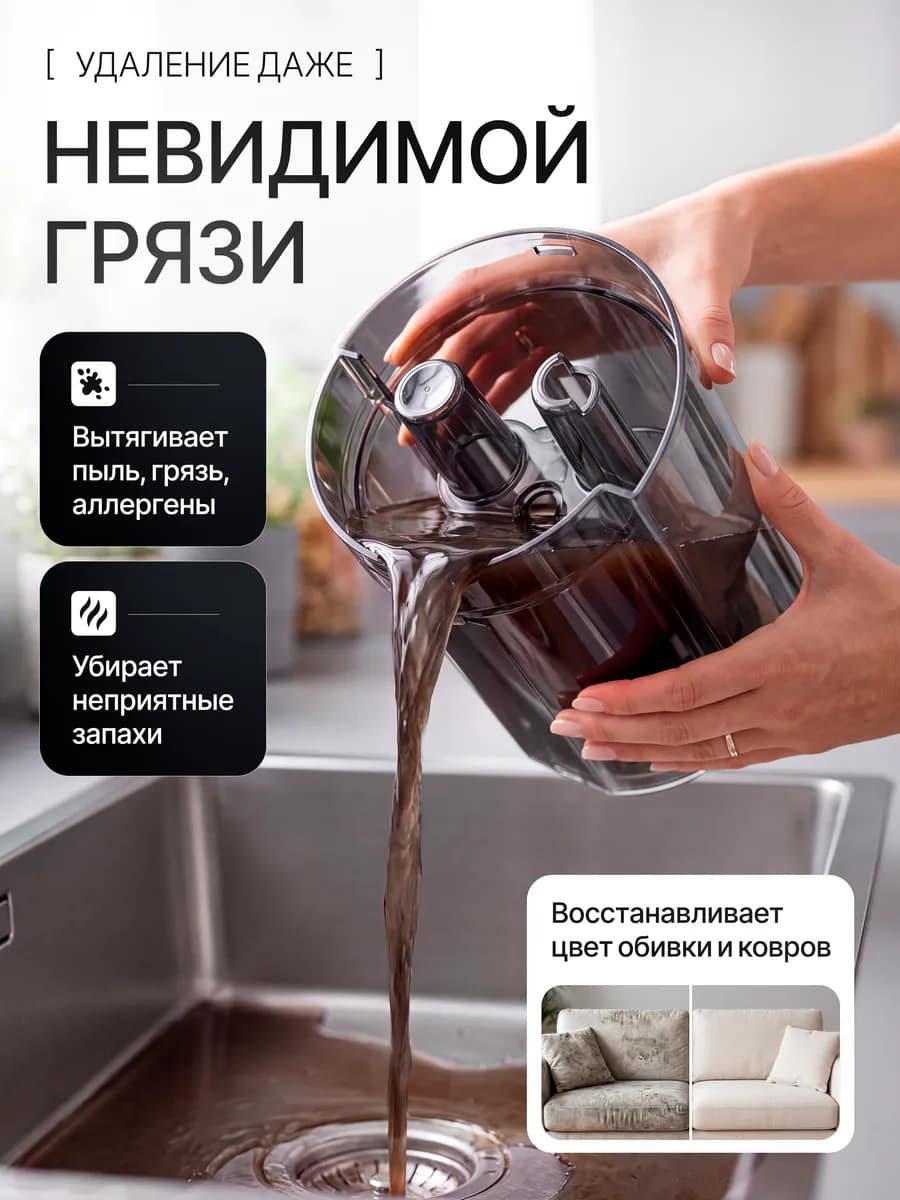 [ УДАЛЕНИЕ ДАЖЕ ]
НЕВИДИМОЙ
ГРЯЗИ
Вытягивает
пыль, грязь,
аллергены
Убирает
неприятные
запахи
Восстанавливает
цвет обивки и ковров